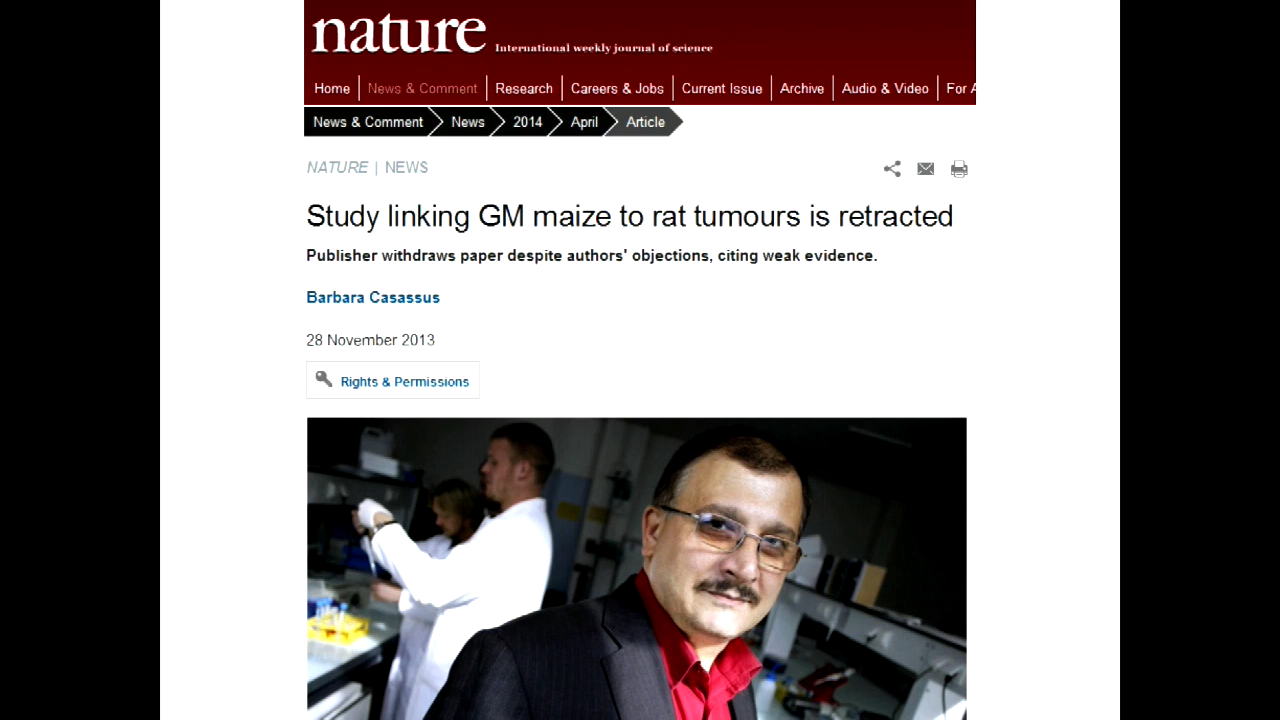 nature International weekly journal of science
Home News & Comment Research Careers & Jobs Current Issue Archive Audio & Video For A
News & Comment News 2014 April Article
NATURE | NEWS
Study linking GM maize to rat tumours is retracted
Publisher withdraws paper despite authors' objections, citing weak evidence.
Barbara Casassus
28 November 2013
Rights & Permissions